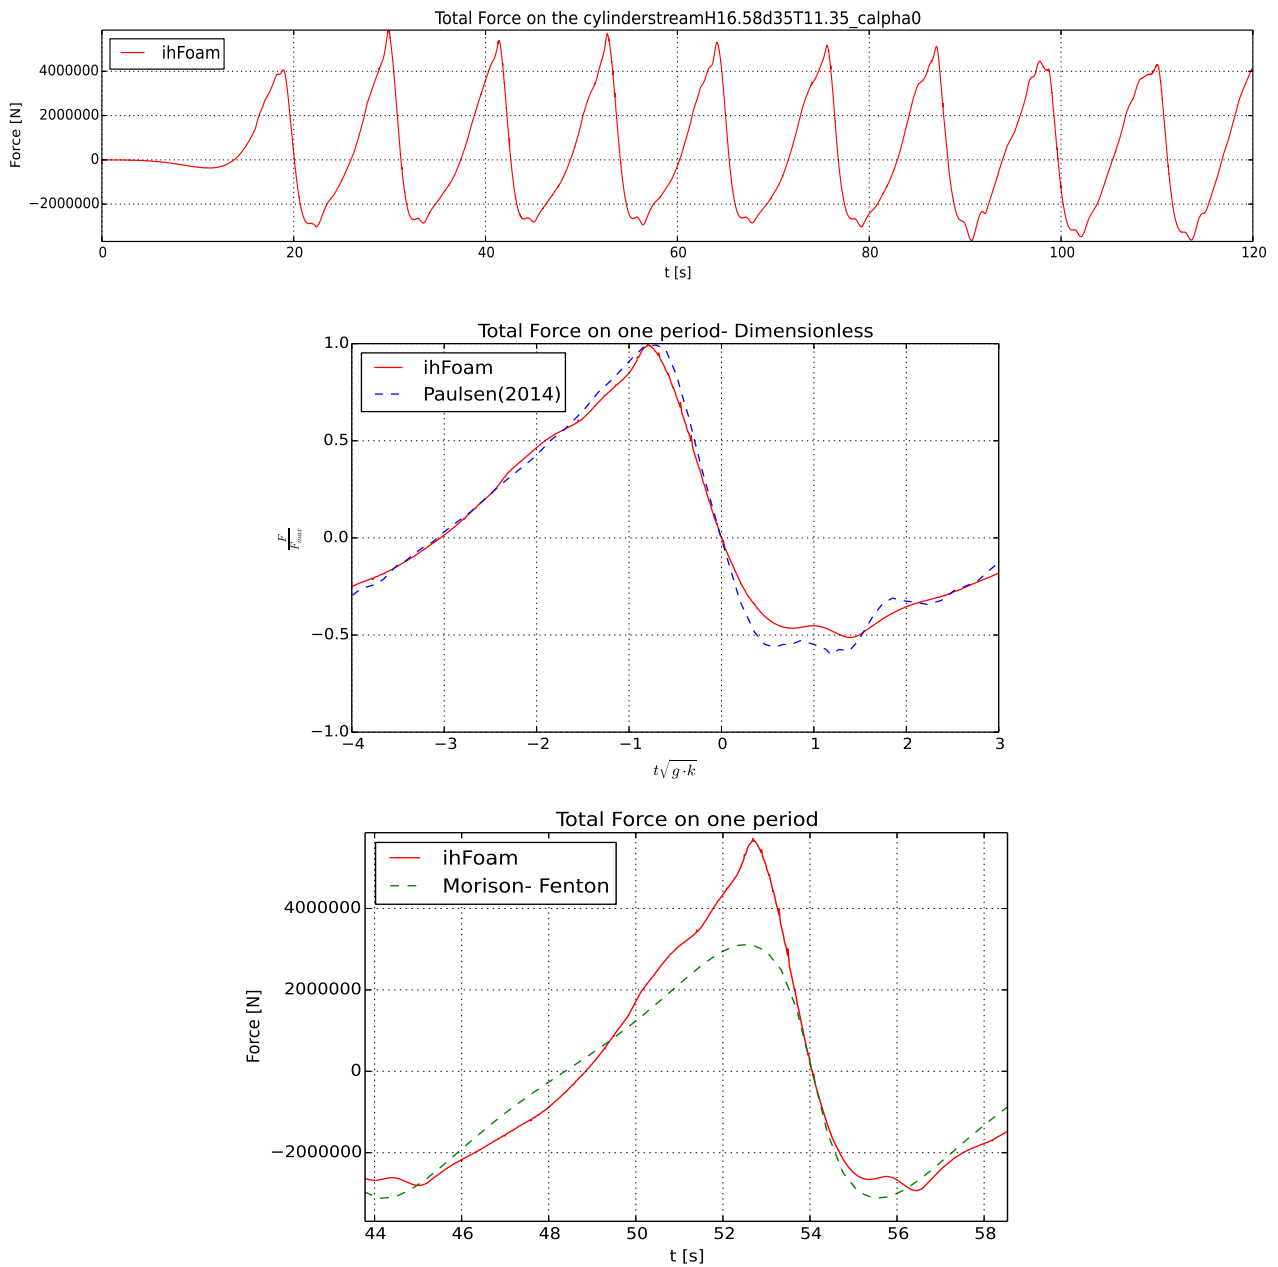 Total Force on the cylinderstreamH16.58d35T11.35_calpha0
ihFoam
4000000
2000000
0
−2000000
Force [N]
0 20 40 60 80 100 120
t [s]
Total Force on one period- Dimensionless
ihFoam
Paulsen(2014)
1.0
0.5
0.0
−0.5
−1.0
F
Fmax
−4 −3 −2 −1 0 1 2 3
t√g·k
Total Force on one period
ihFoam
Morison- Fenton
4000000
2000000
0
−2000000
Force [N]
44 46 48 50 52 54 56 58
t [s]